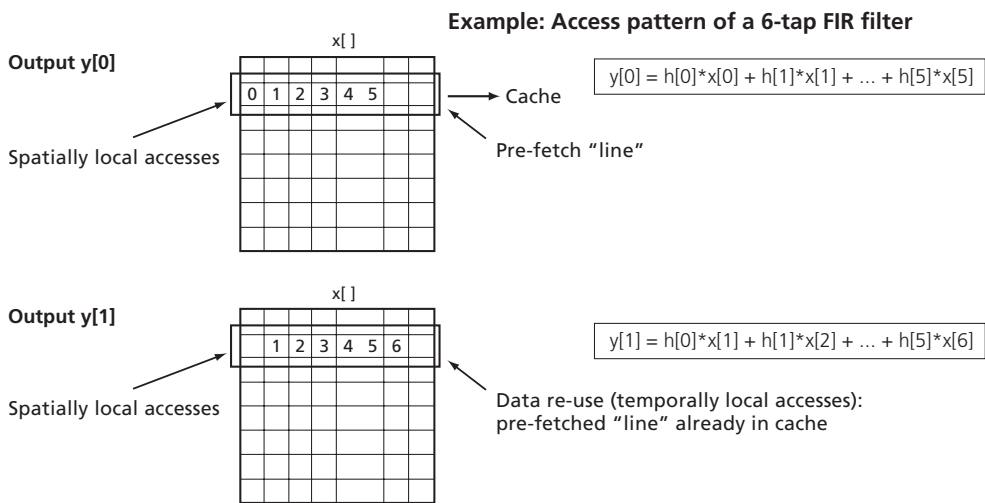 Example: Access pattern of a 6-tap FIR filter
x[ ]
Output y[0]
y[0] = h[0]*x[0] + h[1]*x[1] + ... + h[5]*x[5]
0 1 2 3 4 5
Cache
Spatially local accesses
Pre-fetch “line”
x[ ]
Output y[1]
y[1] = h[0]*x[1] + h[1]*x[2] + ... + h[5]*x[6]
1 2 3 4 5 6
Spatially local accesses
Data re-use (temporally local accesses):
pre-fetched “line” already in cache